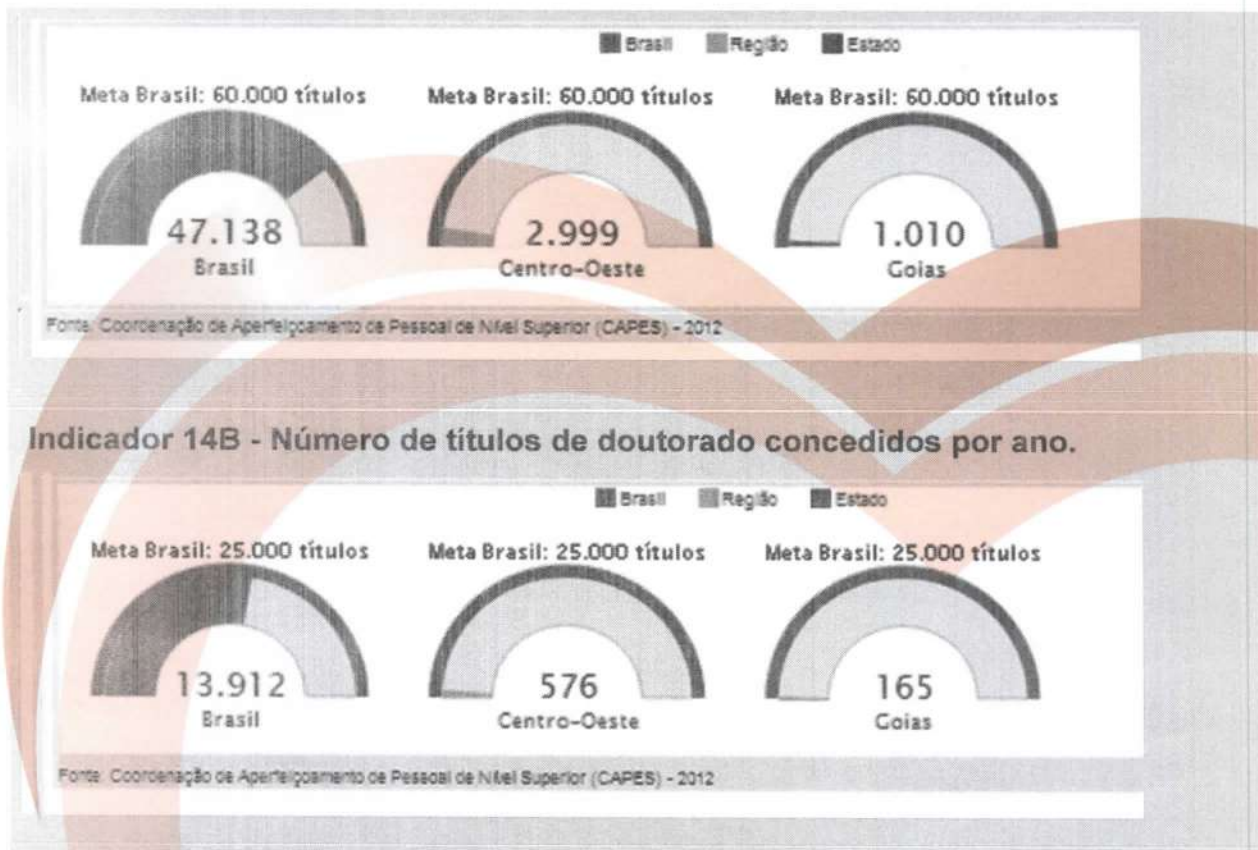 Brasil Região Estado
Meta Brasil: 60.000 títulos Meta Brasil: 60.000 títulos Meta Brasil: 60.000 títulos
47.138 2.999 1.010
Brasil Centro-Oeste Goias
Fonte: Coordenação de Aperfeiçoamento de Pessoal de Nível Superior (CAPES) - 2012
Indicador 14B - Número de títulos de doutorado concedidos por ano.
Brasil Região Estado
Meta Brasil: 25.000 títulos Meta Brasil: 25.000 títulos Meta Brasil: 25.000 títulos
13.912 576 165
Brasil Centro-Oeste Goias
Fonte: Coordenação de Aperfeiçoamento de Pessoal de Nível Superior (CAPES) - 2012